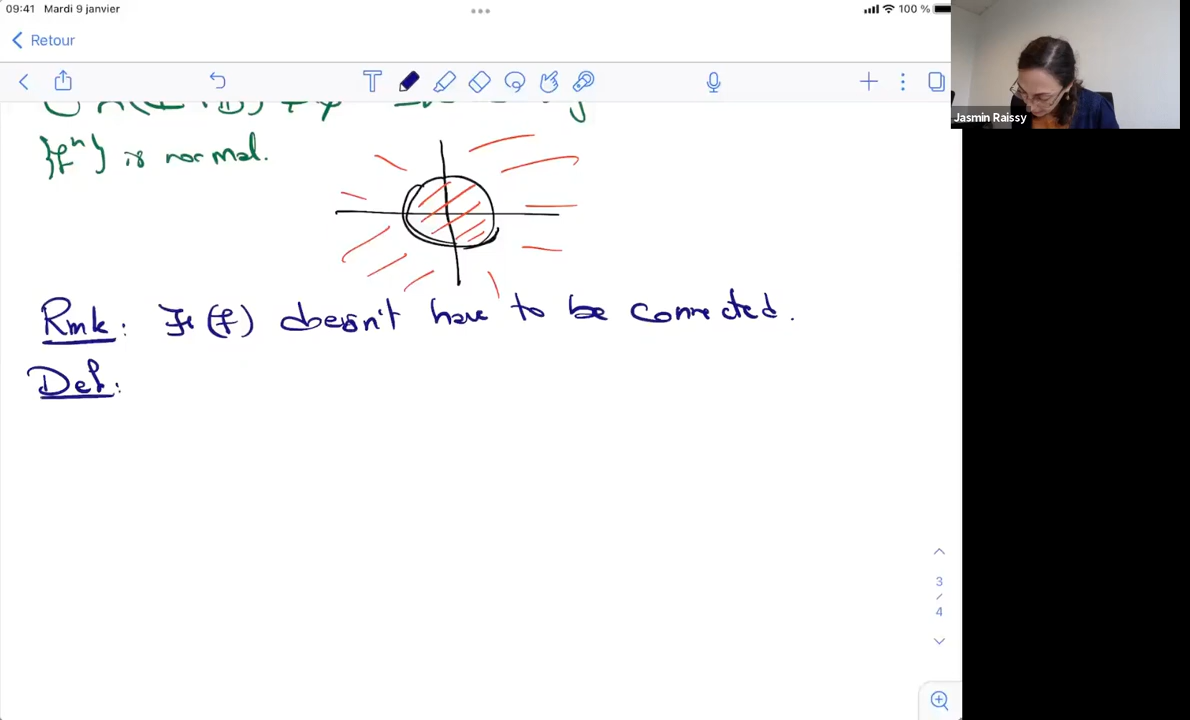 09:41 Mardi 9 janvier
100 %
Retour
T
Jasmin Raissy
{fⁿ} is normal.
Rmk: F(f) doesn't have to be connected.
Def:
3
/
4